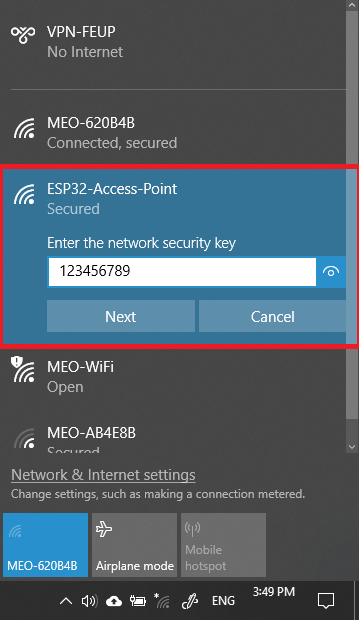 VPN-FEUP
No Internet
MEO-620B4B
Connected, secured
ESP32-Access-Point
Secured
Enter the network security key
123456789
Next
Cancel
MEO-WiFi
Open
MEO-AB4E8B
Secured
Network & Internet settings
Change settings, such as making a connection metered.
MEO-620B4B
Airplane mode
Mobile
hotspot
ENG
3:49 PM